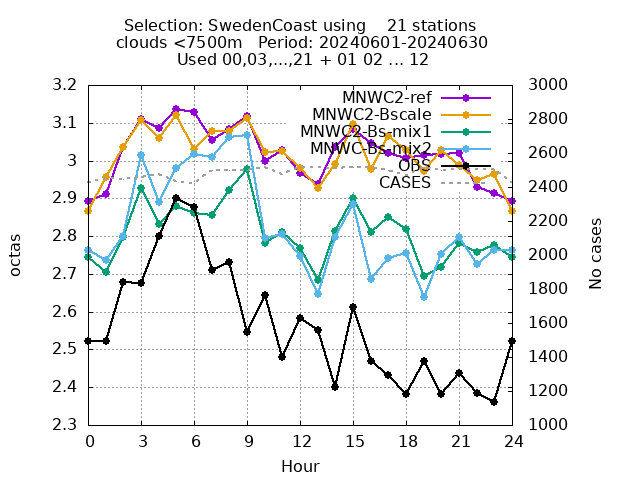 Selection: SwedenCoast using    21 stations
clouds <7500m   Period: 20240601-20240630
Used 00,03,...,21 + 01 02 ... 12
MNWC2-ref
MNWC2-Bscale
MNWC2-Bs-mix1
MNWC-Bs-mix2
OBS
CASES
3.2
3.1
3
2.9
2.8
2.7
2.6
2.5
2.4
2.3
octas
3000
2800
2600
2400
2200
2000
1800
1600
1400
1200
1000
No cases
0 3 6 9 12 15 18 21 24
Hour